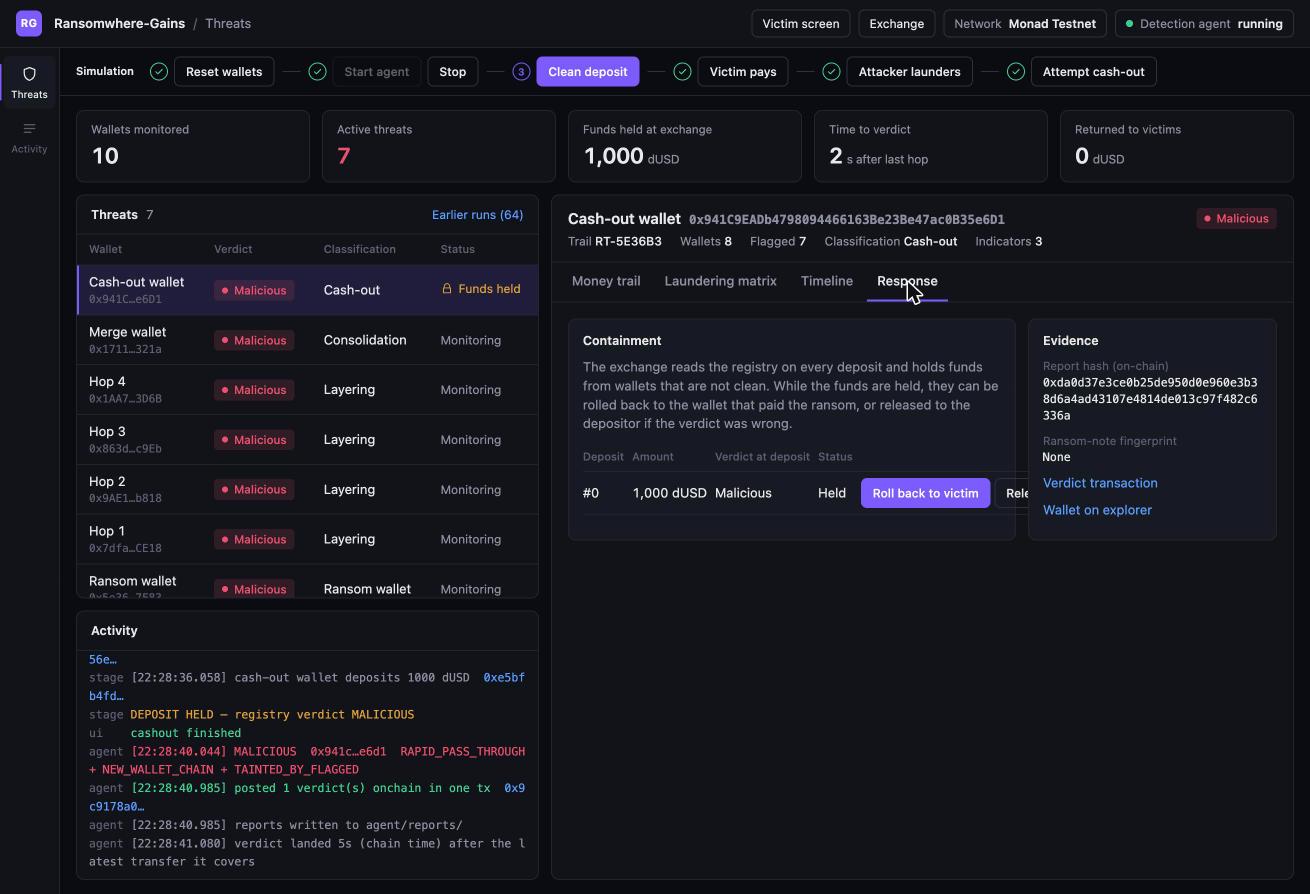 RG Ransomwhere-Gains / Threats
Victim screen
Exchange
Network Monad Testnet
Detection agent running
Threats
Activity
Simulation
Reset wallets
Start agent
Stop
3
Clean deposit
Victim pays
Attacker launders
Attempt cash-out
Wallets monitored
10
Active threats
7
Funds held at exchange
1,000 dUSD
Time to verdict
2 s after last hop
Returned to victims
0 dUSD
Threats 7
Earlier runs (64)
Wallet Verdict Classification Status
Cash-out wallet
0x941C…e6D1
Malicious
Cash-out
Funds held
Merge wallet
0x1711…321a
Malicious
Consolidation
Monitoring
Hop 4
0x1AA7…3D6B
Malicious
Layering
Monitoring
Hop 3
0x863d…c9Eb
Malicious
Layering
Monitoring
Hop 2
0x9AE1…b818
Malicious
Layering
Monitoring
Hop 1
0x7dfa…CE18
Malicious
Layering
Monitoring
Ransom wallet
Malicious
Ransom wallet
Monitoring
Activity
56e…
stage [22:28:36.058] cash-out wallet deposits 1000 dUSD 0xe5bf
b4fd…
stage DEPOSIT HELD — registry verdict MALICIOUS
ui cashout finished
agent [22:28:40.044] MALICIOUS 0x941c…e6d1 RAPID_PASS_THROUGH
+ NEW_WALLET_CHAIN + TAINTED_BY_FLAGGED
agent [22:28:40.985] posted 1 verdict(s) onchain in one tx 0x9
c9178a0…
agent [22:28:40.985] reports written to agent/reports/
agent [22:28:41.080] verdict landed 5s (chain time) after the l
atest transfer it covers
Cash-out wallet 0x941C9EADb4798094466163Be23Be47ac0B35e6D1
Malicious
Trail RT-5E36B3 Wallets 8 Flagged 7 Classification Cash-out Indicators 3
Money trail
Laundering matrix
Timeline
Response
Containment
The exchange reads the registry on every deposit and holds funds
from wallets that are not clean. While the funds are held, they can be
rolled back to the wallet that paid the ransom, or released to the
depositor if the verdict was wrong.
Deposit Amount Verdict at deposit Status
#0 1,000 dUSD Malicious Held
Roll back to victim
Rele
Evidence
Report hash (on-chain)
0xda0d37e3ce0b25de950d0e960e3b3
8d6a4ad43107e4814de013c97f482c6
336a
Ransom-note fingerprint
None
Verdict transaction
Wallet on explorer